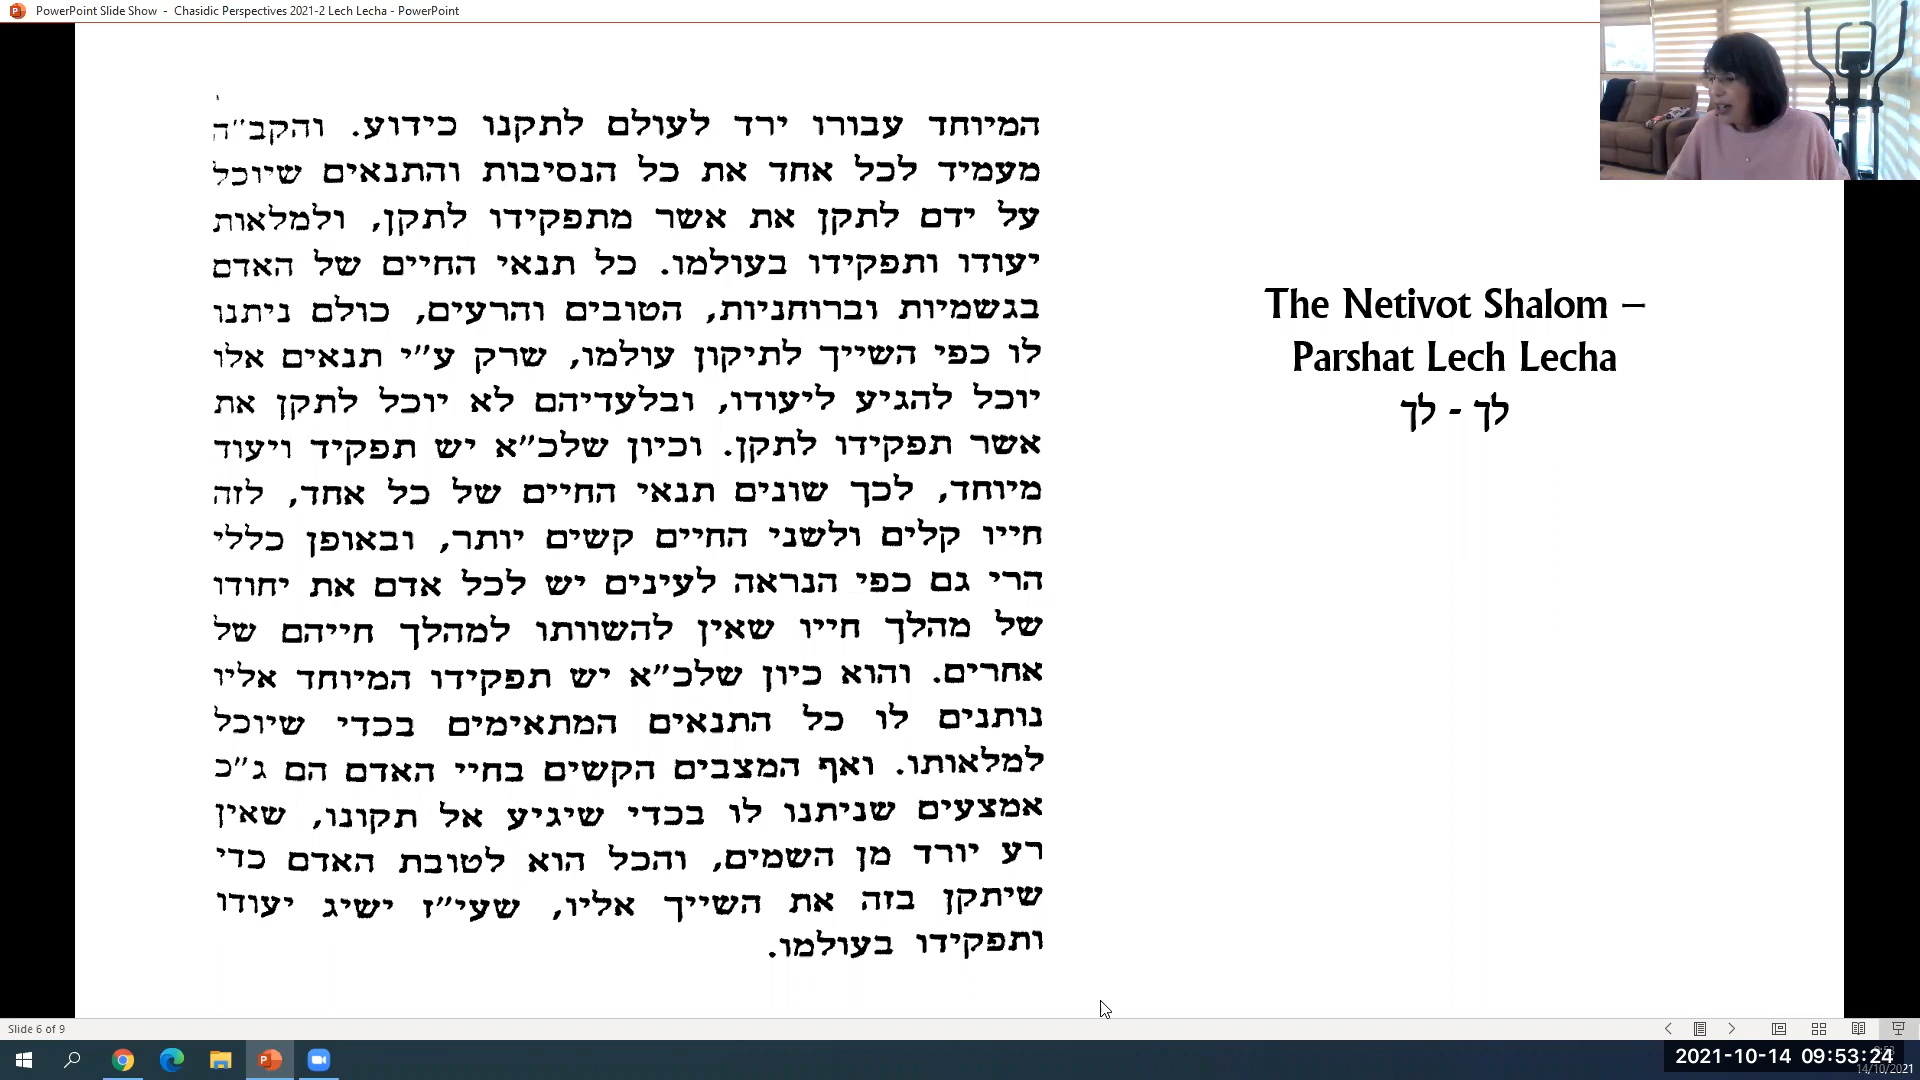 PowerPoint Slide Show - Chasidic Perspectives 2021-2 Lech Lecha - PowerPoint
המיוחד עבורו ירד לעולם לתקנו כידוע. והקב״ה
מעמיד לכל אחד את כל הנסיבות והתנאים שיוכל
על ידם לתקן את אשר מתפקידו לתקן, ולמלאות
יעודו ותפקידו בעולמו. כל תנאי החיים של האדם
בגשמיות וברוחניות, הטובים והרעים, כולם ניתנו
לו כפי השייך לתיקון עולמו, שרק ע״י תנאים אלו
יוכל להגיע ליעודו, ובלעדיהם לא יוכל לתקן את
אשר תפקידו לתקן. וכיון שלכ״א יש תפקיד ויעוד
מיוחד, לכך שונים תנאי החיים של כל אחד, לזה
חייו קלים ולשני החיים קשים יותר, ובאופן כללי
הרי גם כפי הנראה לעינים יש לכל אדם את יחודו
של מהלך חייו שאין להשוותו למהלך חייהם של
אחרים. והוא כיון שלכ״א יש תפקידו המיוחד אליו
נותנים לו כל התנאים המתאימים בכדי שיוכל
למלאותו. ואף המצבים הקשים בחיי האדם הם ג״כ
אמצעים שניתנו לו בכדי שיגיע אל תקונו, שאין
רע יורד מן השמים, והכל הוא לטובת האדם כדי
שיתקן בזה את השייך אליו, שעי״ז ישיג יעודו
ותפקידו בעולמו.
The Netivot Shalom –
Parshat Lech Lecha
לך - לך
Slide 6 of 9
2021-10-14 09:53:24
14/10/2021